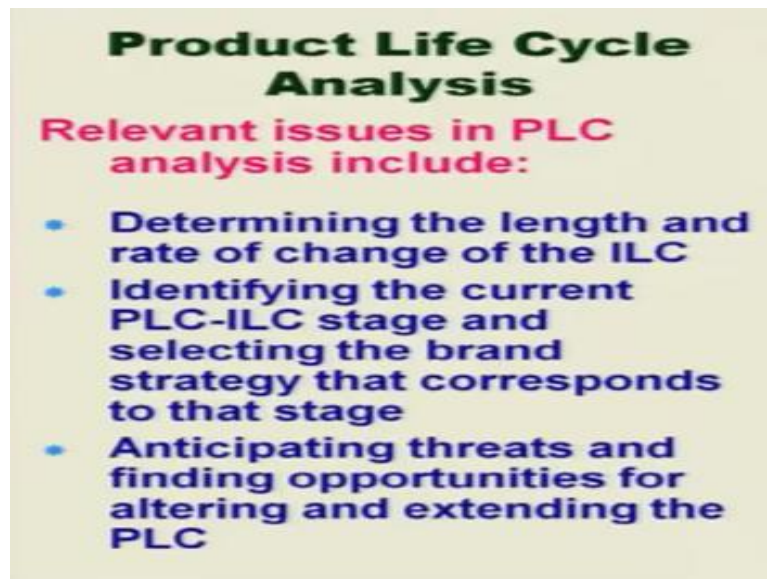 Product Life Cycle
Analysis
Relevant issues in PLC
analysis include:
Determining the length and
rate of change of the ILC
Identifying the current
PLC-ILC stage and
selecting the brand
strategy that corresponds
to that stage
Anticipating threats and
finding opportunities for
altering and extending the
PLC